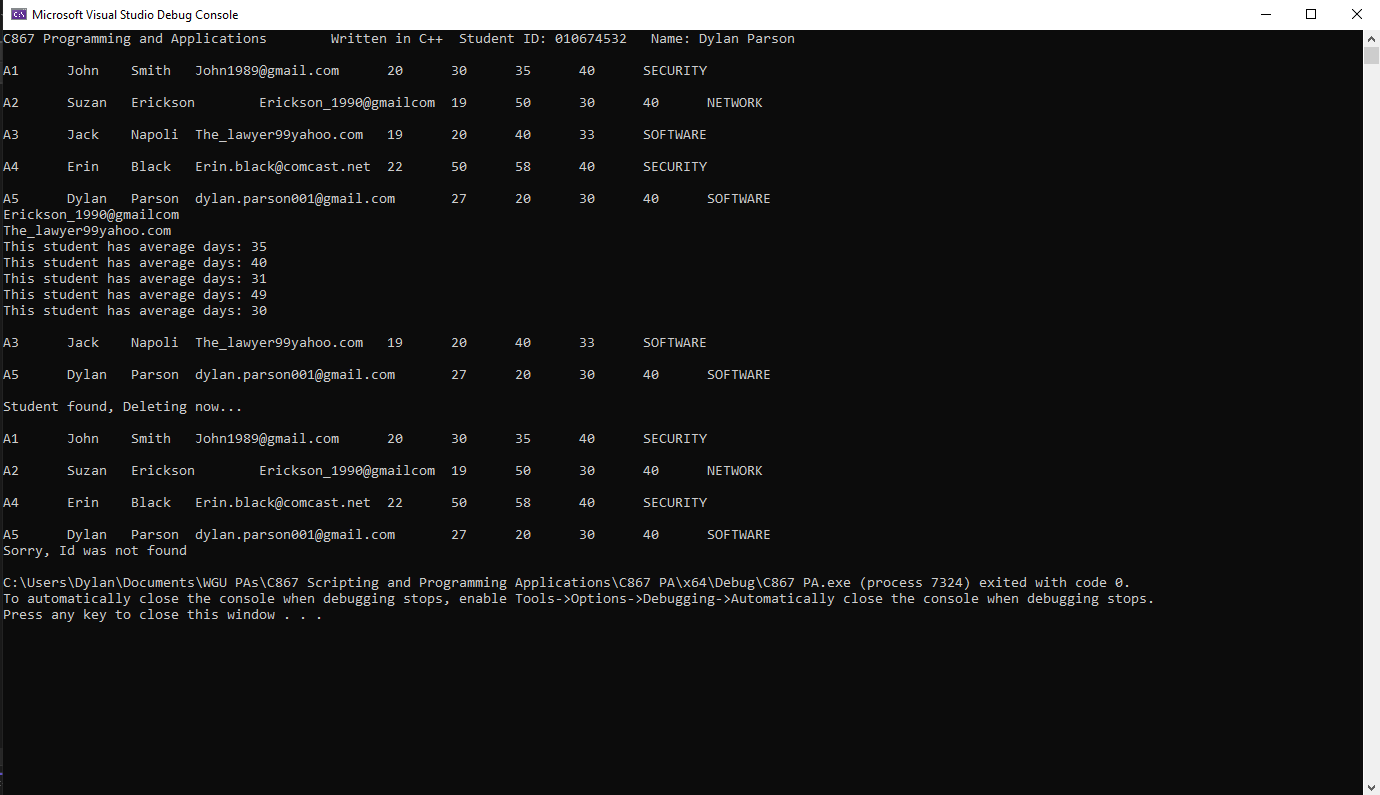 Microsoft Visual Studio Debug Console
C867 Programming and Applications        Written in C++  Student ID: 010674532   Name: Dylan Parson
A1      John    Smith   John1989@gmail.com      20      30      35      40      SECURITY
A2      Suzan   Erickson        Erickson_1990@gmailcom  19      50      30      40      NETWORK
A3      Jack    Napoli  The_lawyer99yahoo.com   19      20      40      33      SOFTWARE
A4      Erin    Black   Erin.black@comcast.net  22      50      58      40      SECURITY
A5      Dylan   Parson  dylan.parson001@gmail.com       27      20      30      40      SOFTWARE
Erickson_1990@gmailcom
The_lawyer99yahoo.com
This student has average days: 35
This student has average days: 40
This student has average days: 31
This student has average days: 49
This student has average days: 30
A3      Jack    Napoli  The_lawyer99yahoo.com   19      20      40      33      SOFTWARE
A5      Dylan   Parson  dylan.parson001@gmail.com       27      20      30      40      SOFTWARE
Student found, Deleting now...
A1      John    Smith   John1989@gmail.com      20      30      35      40      SECURITY
A2      Suzan   Erickson        Erickson_1990@gmailcom  19      50      30      40      NETWORK
A4      Erin    Black   Erin.black@comcast.net  22      50      58      40      SECURITY
A5      Dylan   Parson  dylan.parson001@gmail.com       27      20      30      40      SOFTWARE
Sorry, Id was not found
C:\Users\Dylan\Documents\WGU PAs\C867 Scripting and Programming Applications\C867 PA\x64\Debug\C867 PA.exe (process 7324) exited with code 0.
To automatically close the console when debugging stops, enable Tools->Options->Debugging->Automatically close the console when debugging stops.
Press any key to close this window . . .